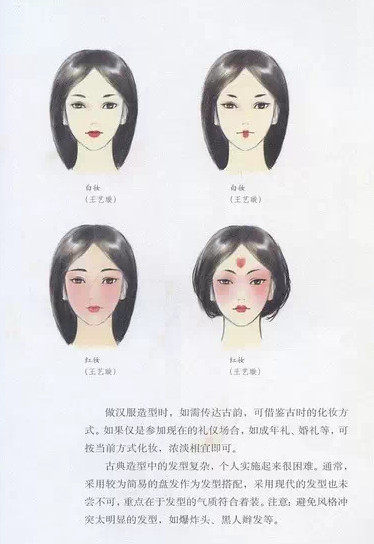 白妆
(王艺璇)
白妆
(王艺璇)
红妆
(王艺璇)
红妆
(王艺璇)
做汉服造型时，如需传达古韵，可借鉴古时的化妆方
式。如果仅是参加现在的礼仪场合，如成年礼、婚礼等，可
按当前方式化妆，浓淡相宜即可。
古典造型中的发型复杂，个人实施起来很困难。通常，
采用较为简易的盘发作为发型搭配，采用现代的发型也未
尝不可，重点在于发型的气质符合着装。注意：避免风格冲
突太明显的发型，如爆炸头、黑人辫发等。